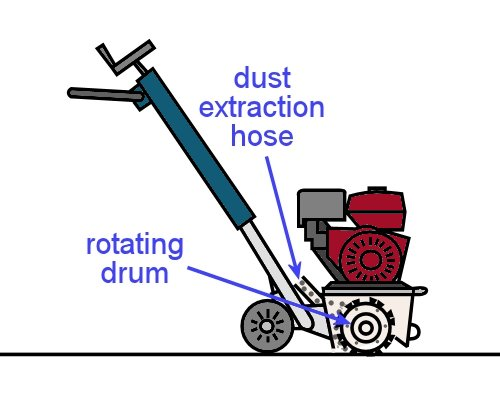 dust
extraction
hose
rotating
drum